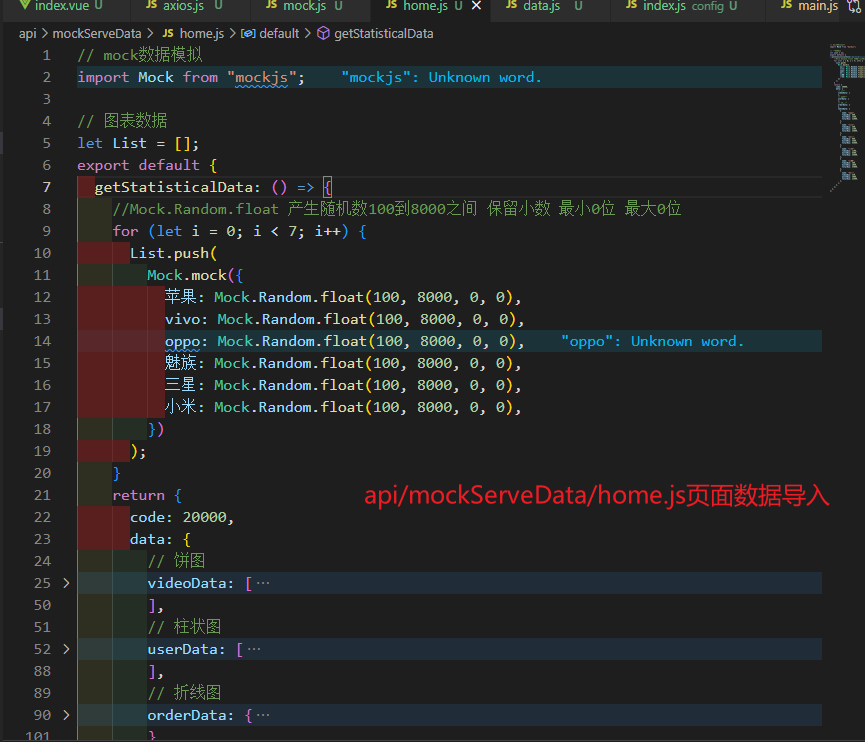 index.vue U JS axios.js U JS mock.js U JS home.js U × JS data.js U JS index.js config U JS main.js
api > mockServeData > JS home.js > default > getStatisticalData
1 // mock数据模拟
2 import Mock from "mockjs"; "mockjs": Unknown word.
3
4 // 图表数据
5 let List = [];
6 export default {
7 getStatisticalData: () => {
8 //Mock.Random.float 产生随机数100到8000之间 保留小数 最小0位 最大0位
9 for (let i = 0; i < 7; i++) {
10 List.push(
11 Mock.mock({
12 苹果: Mock.Random.float(100, 8000, 0, 0),
13 vivo: Mock.Random.float(100, 8000, 0, 0),
14 oppo: Mock.Random.float(100, 8000, 0, 0), "oppo": Unknown word.
15 魅族: Mock.Random.float(100, 8000, 0, 0),
16 三星: Mock.Random.float(100, 8000, 0, 0),
17 小米: Mock.Random.float(100, 8000, 0, 0),
18 })
19 );
20 }
21 return {
api/mockServeData/home.js页面数据导入
22 code: 20000,
23 data: {
24 // 饼图
25 > videoData: [ ···
50 ],
51 // 柱状图
52 > userData: [ ···
88 ],
89 // 折线图
90 > orderData: { ···
101 }